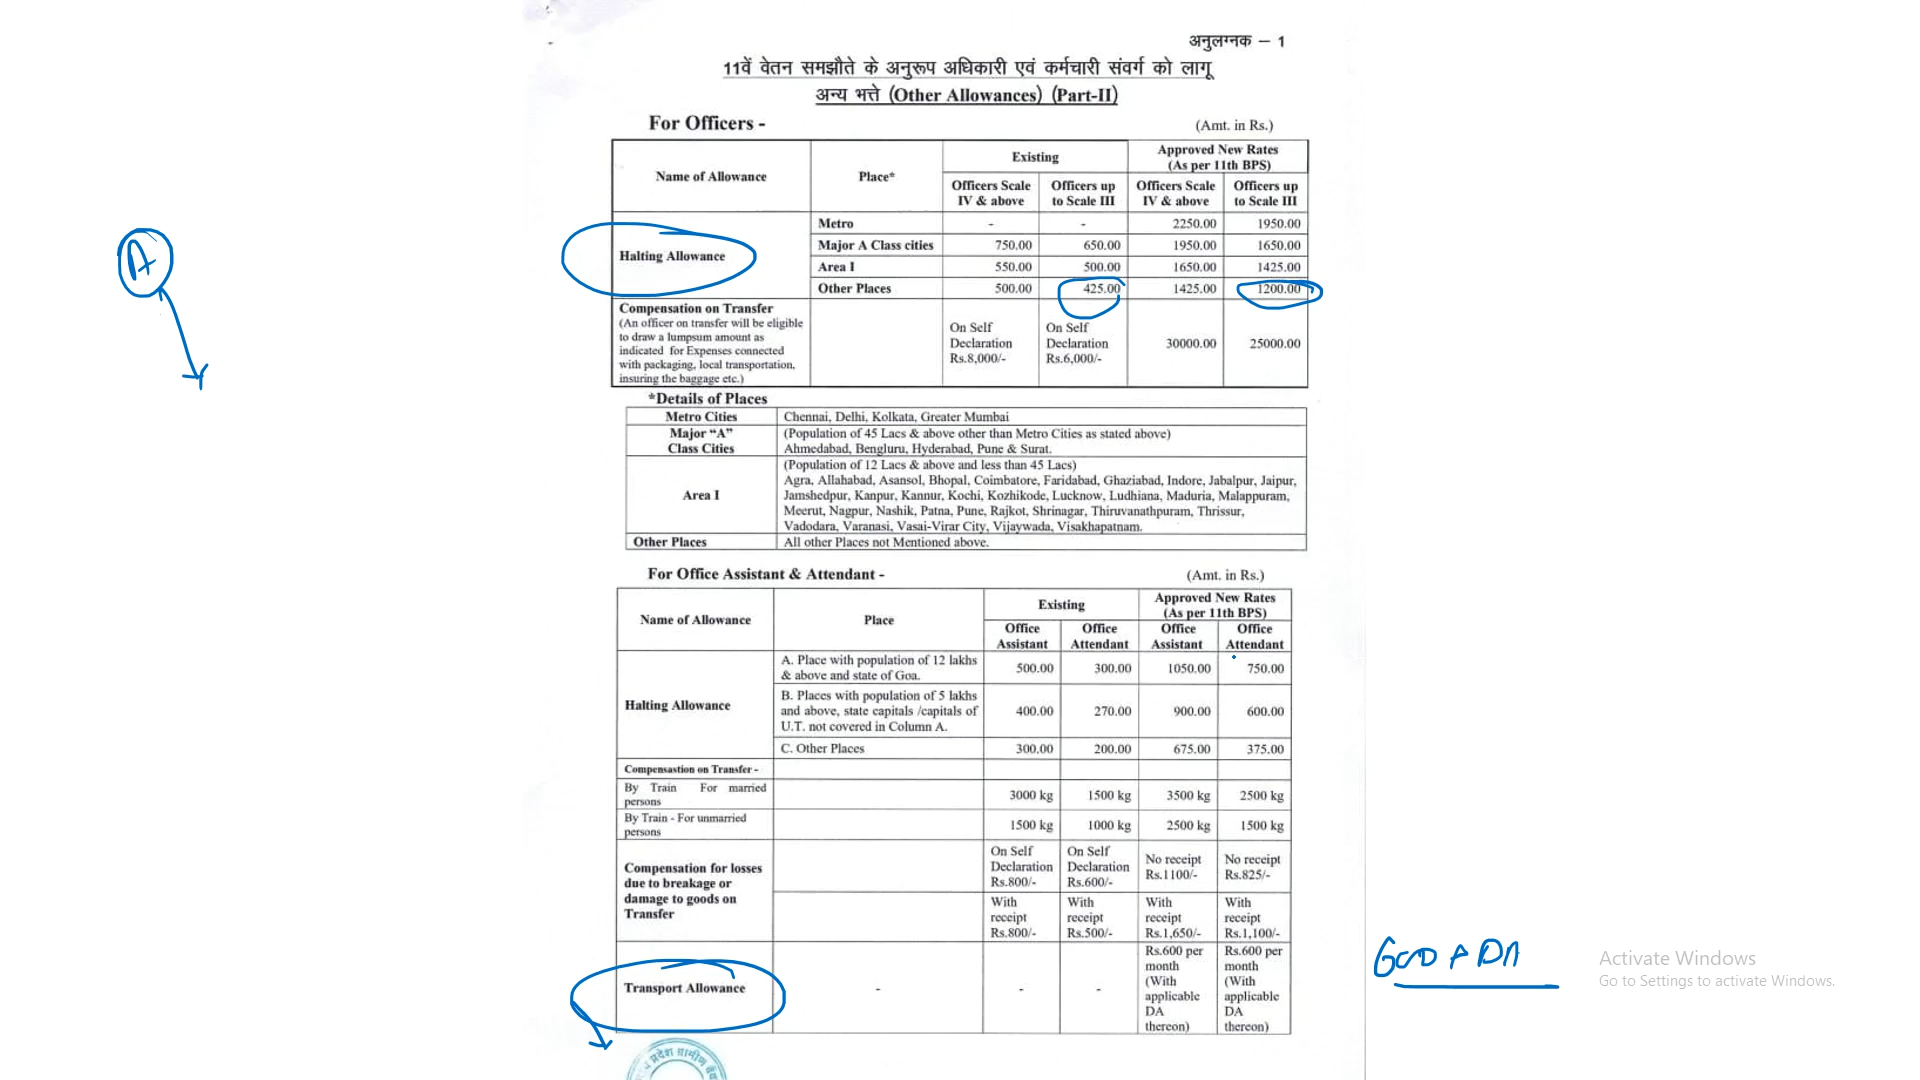 अनुलग्नक – 1
11वें वेतन समझौते के अनुरूप अधिकारी एवं कर्मचारी संवर्ग को लागू
अन्य भत्ते (Other Allowances) (Part-II)
For Officers -
(Amt. in Rs.)
Name of Allowance Place* Existing Approved New Rates (As per 11th BPS)
Officers Scale IV & above Officers up to Scale III Officers Scale IV & above Officers up to Scale III
Halting Allowance
Metro - - 2250.00 1950.00
Major A Class cities 750.00 650.00 1950.00 1650.00
Area I 550.00 500.00 1650.00 1425.00
Other Places 500.00 425.00 1425.00 1200.00
Compensation on Transfer
(An officer on transfer will be eligible
to draw a lumpsum amount as
indicated for Expenses connected
with packaging, local transportation,
insuring the baggage etc.)
On Self Declaration Rs.8,000/- On Self Declaration Rs.6,000/- 30000.00 25000.00
*Details of Places
Metro Cities Chennai, Delhi, Kolkata, Greater Mumbai
Major "A" Class Cities
(Population of 45 Lacs & above other than Metro Cities as stated above)
Ahmedabad, Bengluru, Hyderabad, Pune & Surat.
Area I
(Population of 12 Lacs & above and less than 45 Lacs)
Agra, Allahabad, Asansol, Bhopal, Coimbatore, Faridabad, Ghaziabad, Indore, Jabalpur, Jaipur,
Jamshedpur, Kanpur, Kannur, Kochi, Kozhikode, Lucknow, Ludhiana, Maduria, Malappuram,
Meerut, Nagpur, Nashik, Patna, Pune, Rajkot, Shrinagar, Thiruvanathpuram, Thrissur,
Vadodara, Varanasi, Vasai-Virar City, Vijaywada, Visakhapatnam.
Other Places All other Places not Mentioned above.
For Office Assistant & Attendant -
(Amt. in Rs.)
Name of Allowance Place Existing Approved New Rates (As per 11th BPS)
Office Assistant Office Attendant Office Assistant Office Attendant
Halting Allowance
A. Place with population of 12 lakhs
& above and state of Goa.
500.00 300.00 1050.00 750.00
B. Places with population of 5 lakhs
and above, state capitals /capitals of
U.T. not covered in Column A.
400.00 270.00 900.00 600.00
C. Other Places 300.00 200.00 675.00 375.00
Compensastion on Transfer -
By Train For married persons 3000 kg 1500 kg 3500 kg 2500 kg
By Train - For unmarried persons 1500 kg 1000 kg 2500 kg 1500 kg
Compensation for losses
due to breakage or
damage to goods on
Transfer
On Self Declaration Rs.800/- On Self Declaration Rs.600/- No receipt Rs.1100/- No receipt Rs.825/-
With receipt Rs.800/- With receipt Rs.500/- With receipt Rs.1,650/- With receipt Rs.1,100/-
Transport Allowance - - - Rs.600 per month (With applicable DA thereon) Rs.600 per month (With applicable DA thereon)
A
Activate Windows
Go to Settings to activate Windows.